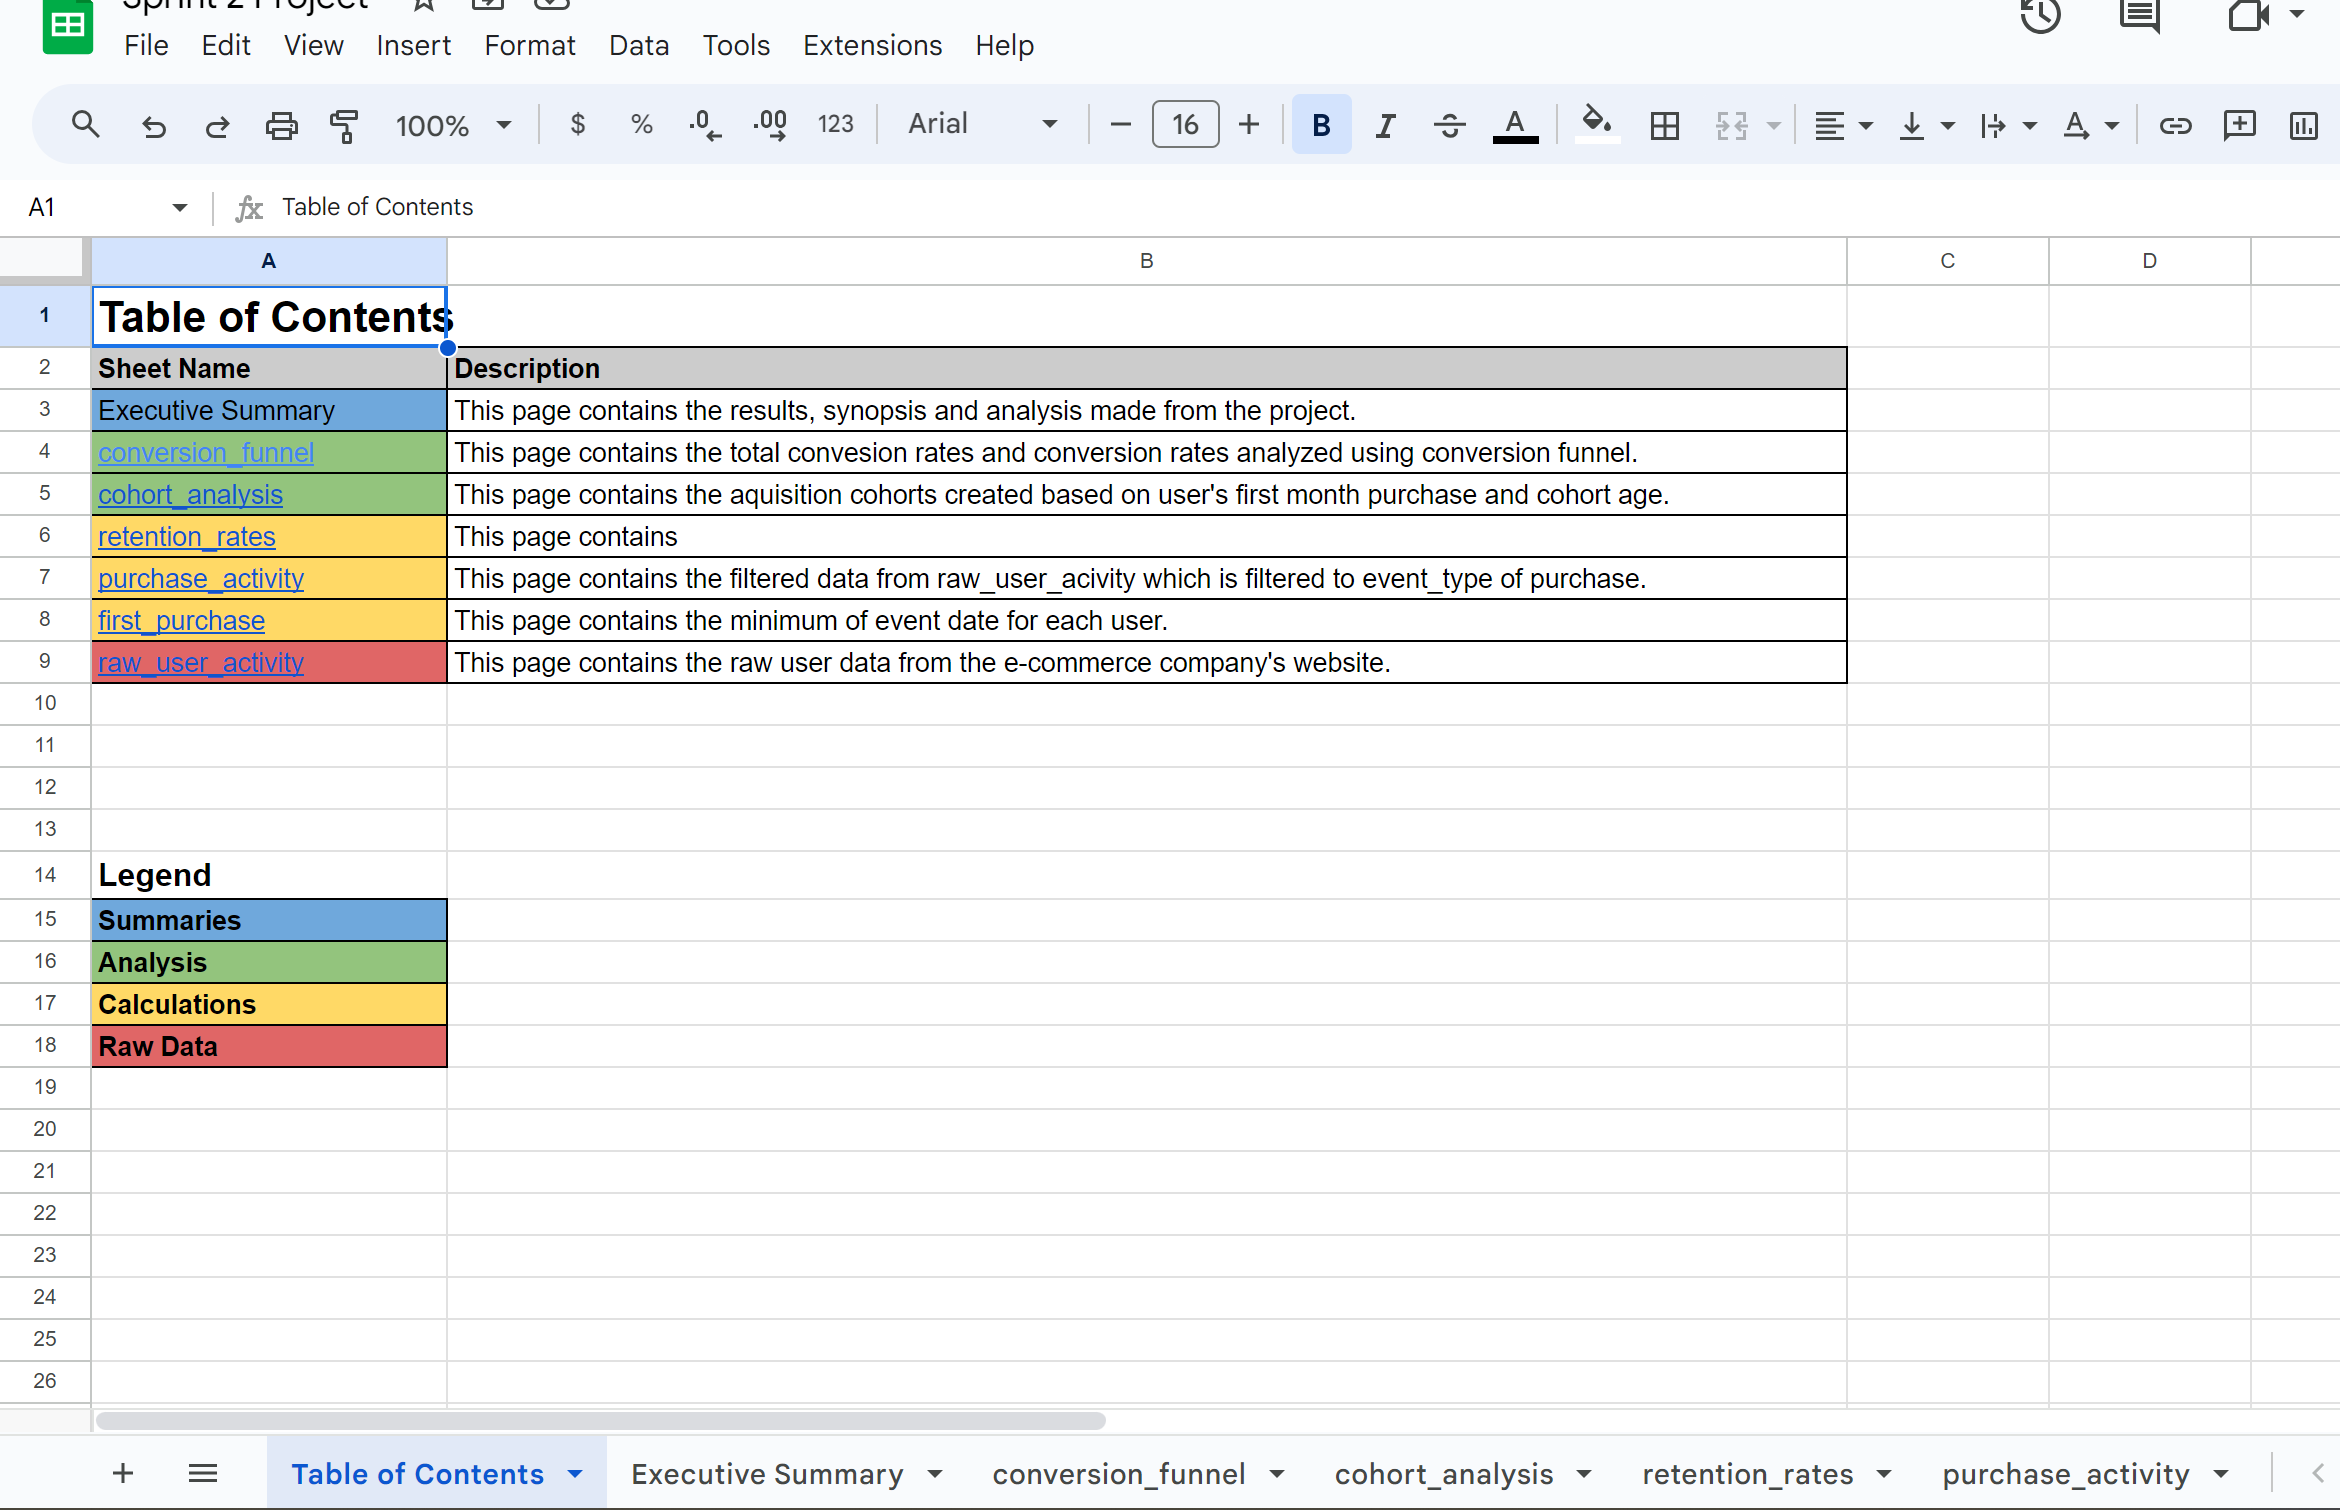 Sprint 2 Project
File Edit View Insert Format Data Tools Extensions Help
100% $ % .0 .00 123 Arial 16 B I S A
A1 fx Table of Contents
A B C D
1 Table of Contents
2 Sheet Name Description
3 Executive Summary This page contains the results, synopsis and analysis made from the project.
4 conversion_funnel This page contains the total convesion rates and conversion rates analyzed using conversion funnel.
5 cohort_analysis This page contains the aquisition cohorts created based on user's first month purchase and cohort age.
6 retention_rates This page contains
7 purchase_activity This page contains the filtered data from raw_user_acivity which is filtered to event_type of purchase.
8 first_purchase This page contains the minimum of event date for each user.
9 raw_user_activity This page contains the raw user data from the e-commerce company's website.
10
11
12
13
14 Legend
15 Summaries
16 Analysis
17 Calculations
18 Raw Data
19
20
21
22
23
24
25
26
Table of Contents Executive Summary conversion_funnel cohort_analysis retention_rates purchase_activity